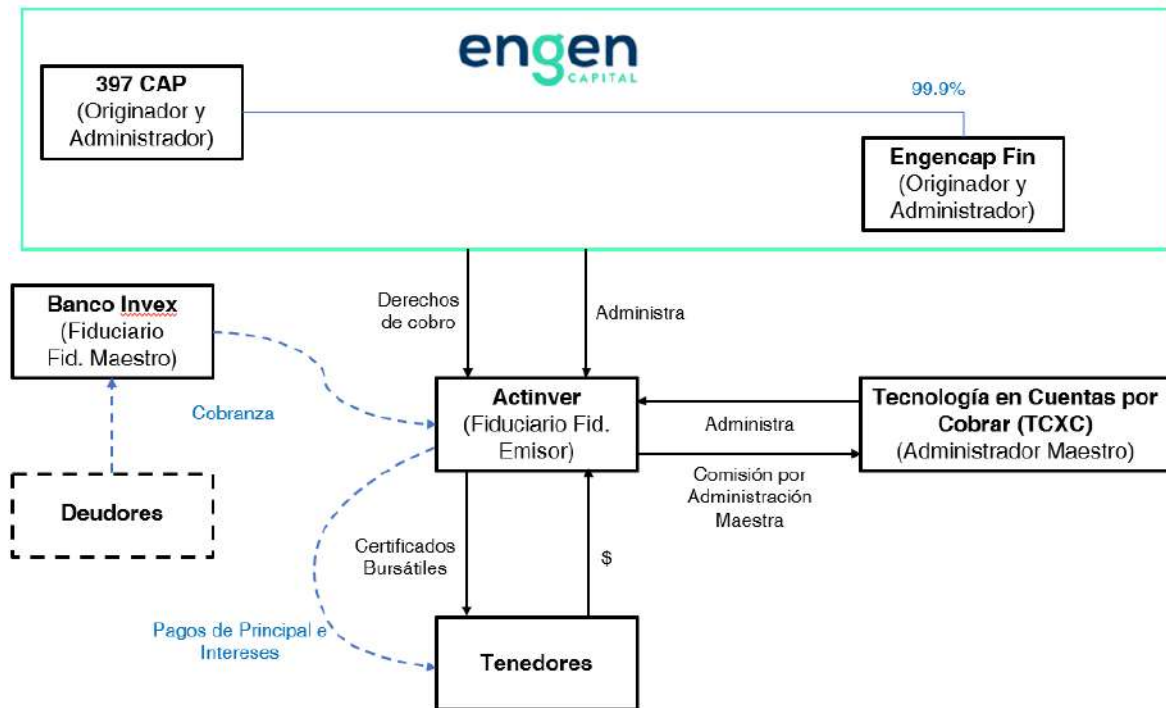 engen
CAPITAL
397 CAP
(Originador y
Administrador)
99.9%
Engencap Fin
(Originador y
Administrador)
Banco Invex
(Fiduciario
Fid. Maestro)
Derechos
de cobro
Administra
Cobranza
Actinver
(Fiduciario Fid.
Emisor)
Administra
Tecnología en Cuentas por
Cobrar (TCXC)
(Administrador Maestro)
Comisión por
Administración
Maestra
Deudores
Certificados
Bursátiles
$
Pagos de Principal e
Intereses
Tenedores